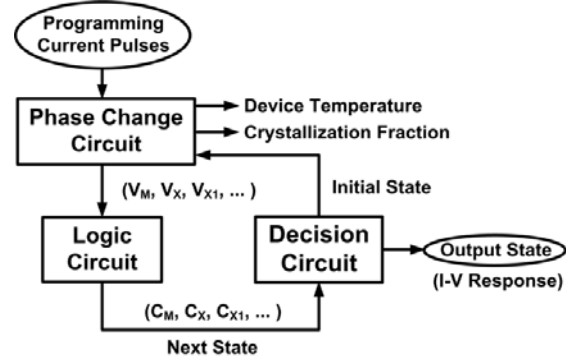 Programming
Current Pulses
Phase Change
Circuit
Device Temperature
Crystallization Fraction
(VM, VX, VX1, ... )
Initial State
Logic
Circuit
Decision
Circuit
Output State
(I-V Response)
(CM, CX, CX1, ... )
Next State